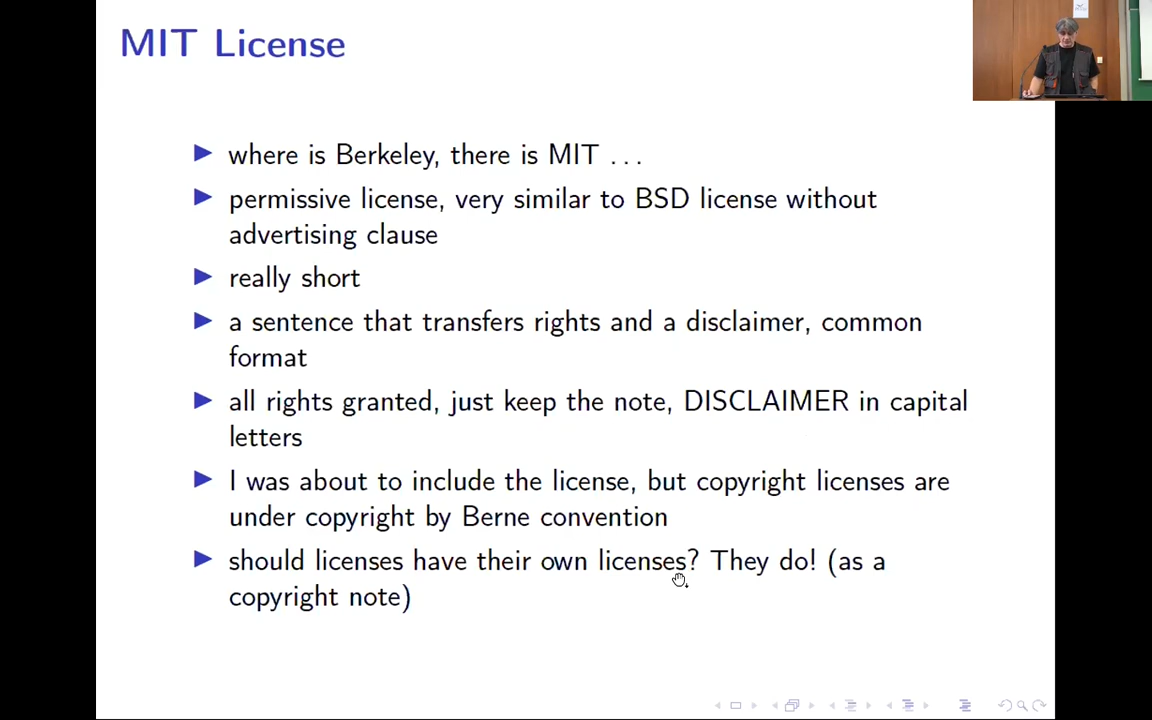 MIT License
where is Berkeley, there is MIT ...
permissive license, very similar to BSD license without
advertising clause
really short
a sentence that transfers rights and a disclaimer, common
format
all rights granted, just keep the note, DISCLAIMER in capital
letters
I was about to include the license, but copyright licenses are
under copyright by Berne convention
should licenses have their own licenses? They do! (as a
copyright note)